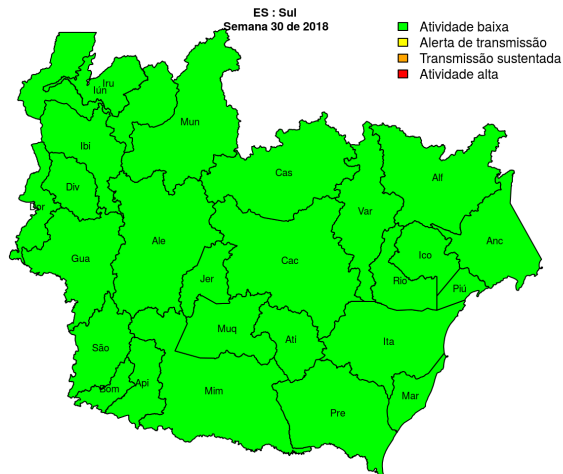 ES : Sul
Semana 30 de 2018
Atividade baixa
Alerta de transmissão
Transmissão sustentada
Atividade alta
Iru
Iún
Mun
Ibi
Cas
Alf
Div
Dor
Var
Ale
Anc
Gua
Cac
Ico
Jer
Rio
Piú
Muq
Ati
Ita
São
Bom
Api
Mim
Mar
Pre